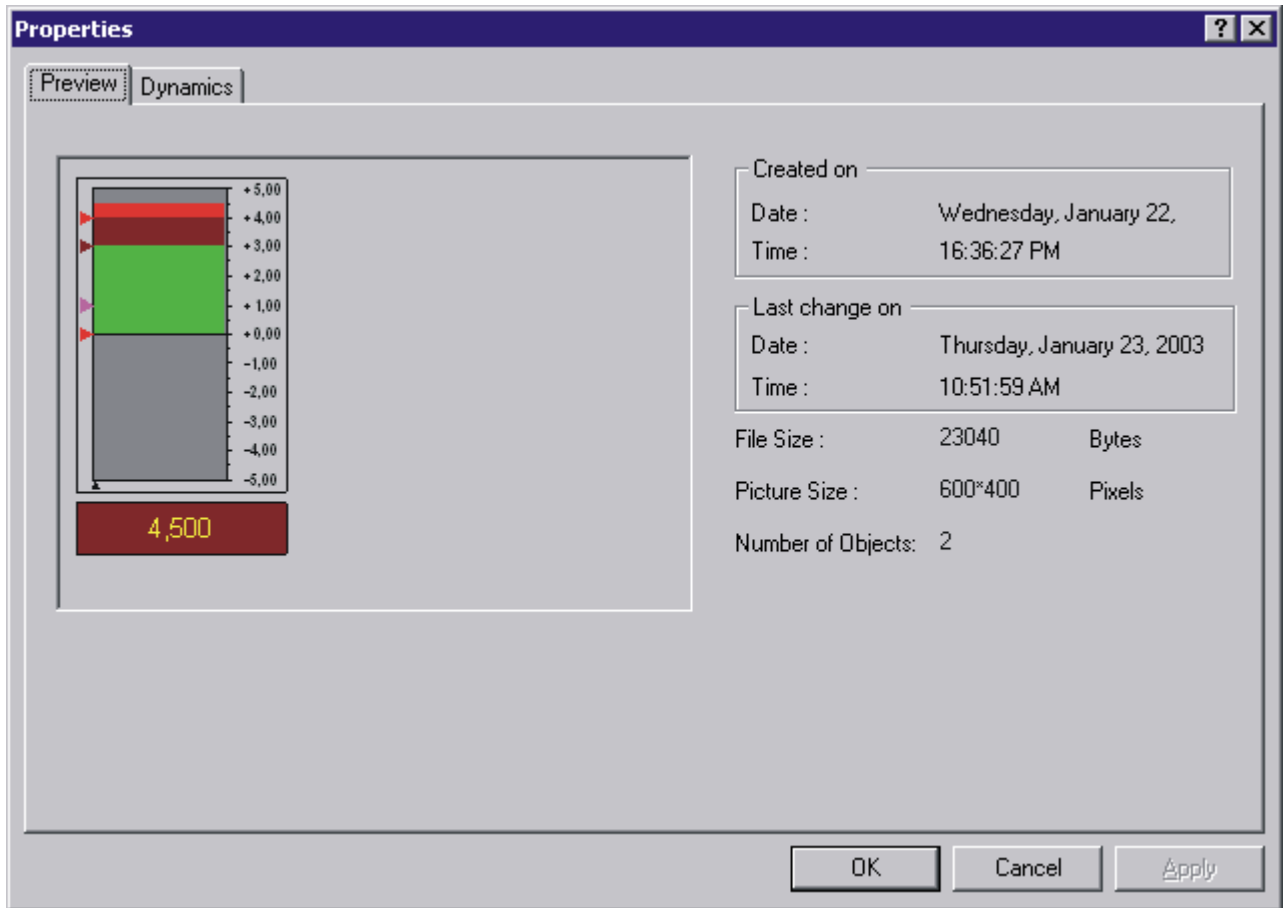 Properties
Preview
Dynamics
+5,00
+4,00
+3,00
+2,00
+1,00
+0,00
-1,00
-2,00
-3,00
-4,00
-5,00
4,500
Created on
Date : Wednesday, January 22,
Time : 16:36:27 PM
Last change on
Date : Thursday, January 23, 2003
Time : 10:51:59 AM
File Size : 23040 Bytes
Picture Size : 600*400 Pixels
Number of Objects: 2
OK
Cancel
Apply